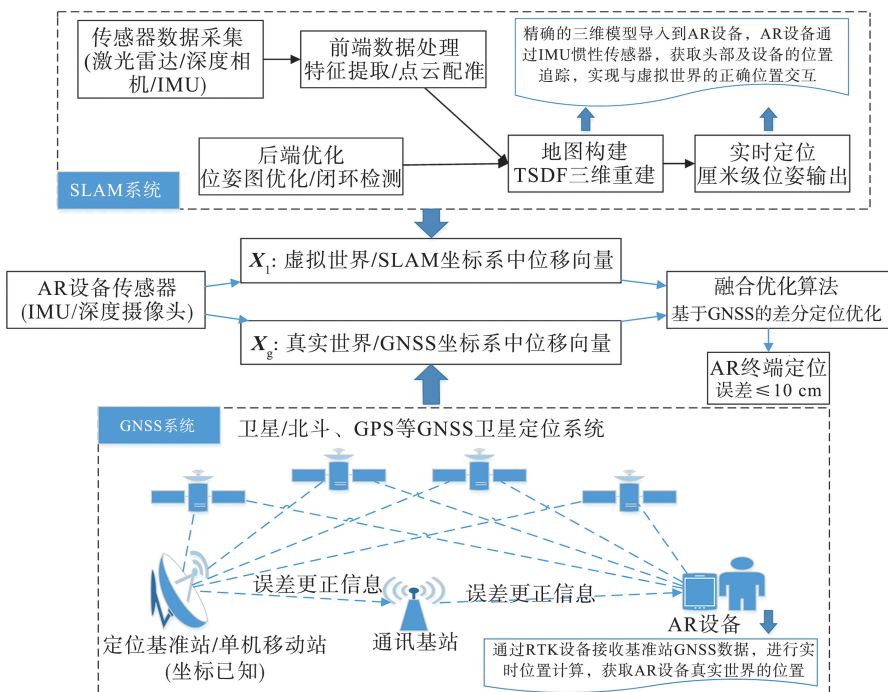 传感器数据采集
(激光雷达/深度相
机/IMU)
前端数据处理
特征提取/点云配准
精确的三维模型导入到AR设备，AR设备通
过IMU惯性传感器，获取头部及设备的位置
追踪，实现与虚拟世界的正确位置交互
后端优化
位姿图优化/闭环检测
地图构建
TSDF三维重建
实时定位
厘米级位姿输出
SLAM系统
X₁: 虚拟世界/SLAM坐标系中位移向量
AR设备传感器
(IMU/深度摄像头)
融合优化算法
基于GNSS的差分定位优化
Xg: 真实世界/GNSS坐标系中位移向量
AR终端定位
误差≤10 cm
GNSS系统
卫星/北斗、GPS等GNSS卫星定位系统
误差更正信息
误差更正信息
定位基准站/单机移动站
(坐标已知)
通讯基站
AR设备
通过RTK设备接收基准站GNSS数据，进行实
时位置计算，获取AR设备真实世界的位置